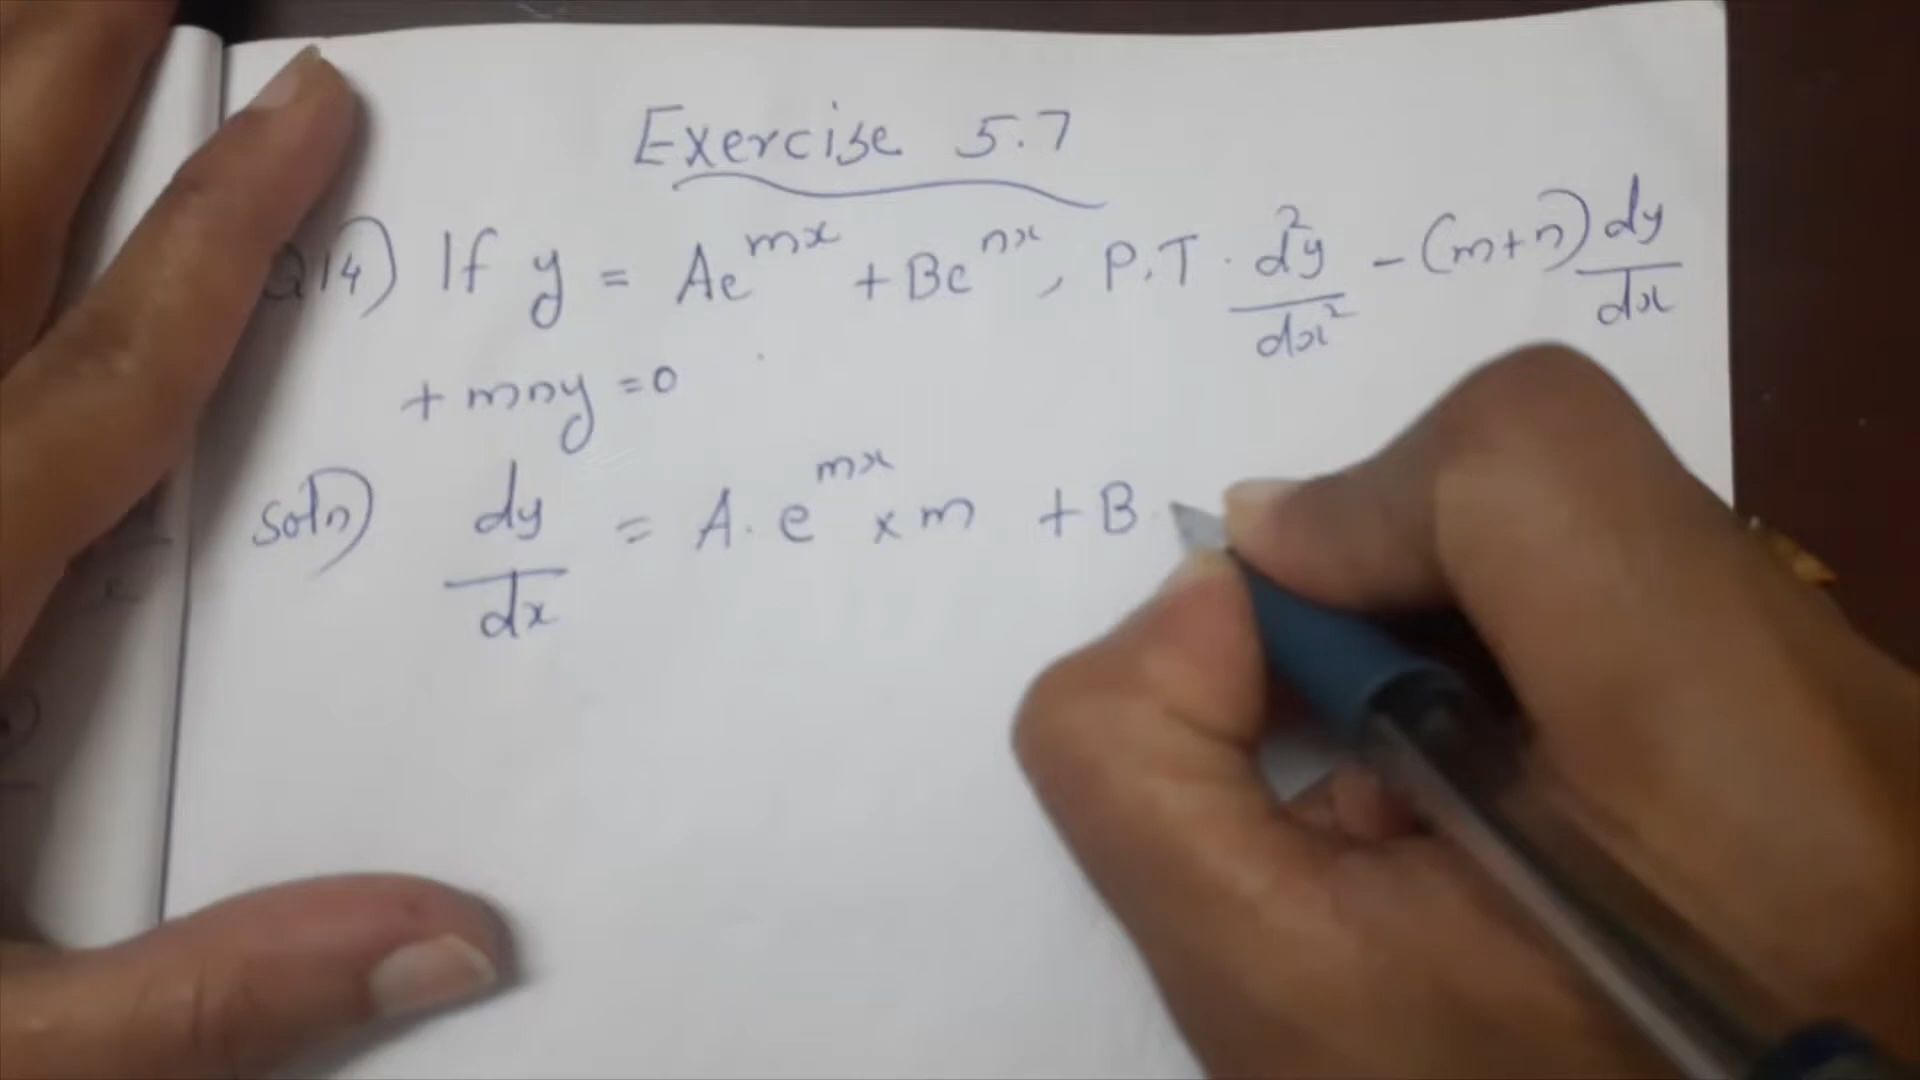 Exercise 5.7
Q14) If y = Ae^mx + Be^nx, P.T. d²y/dx² - (m+n) dy/dx
+ mny = 0
Soln) dy/dx = A. e^mx × m + B